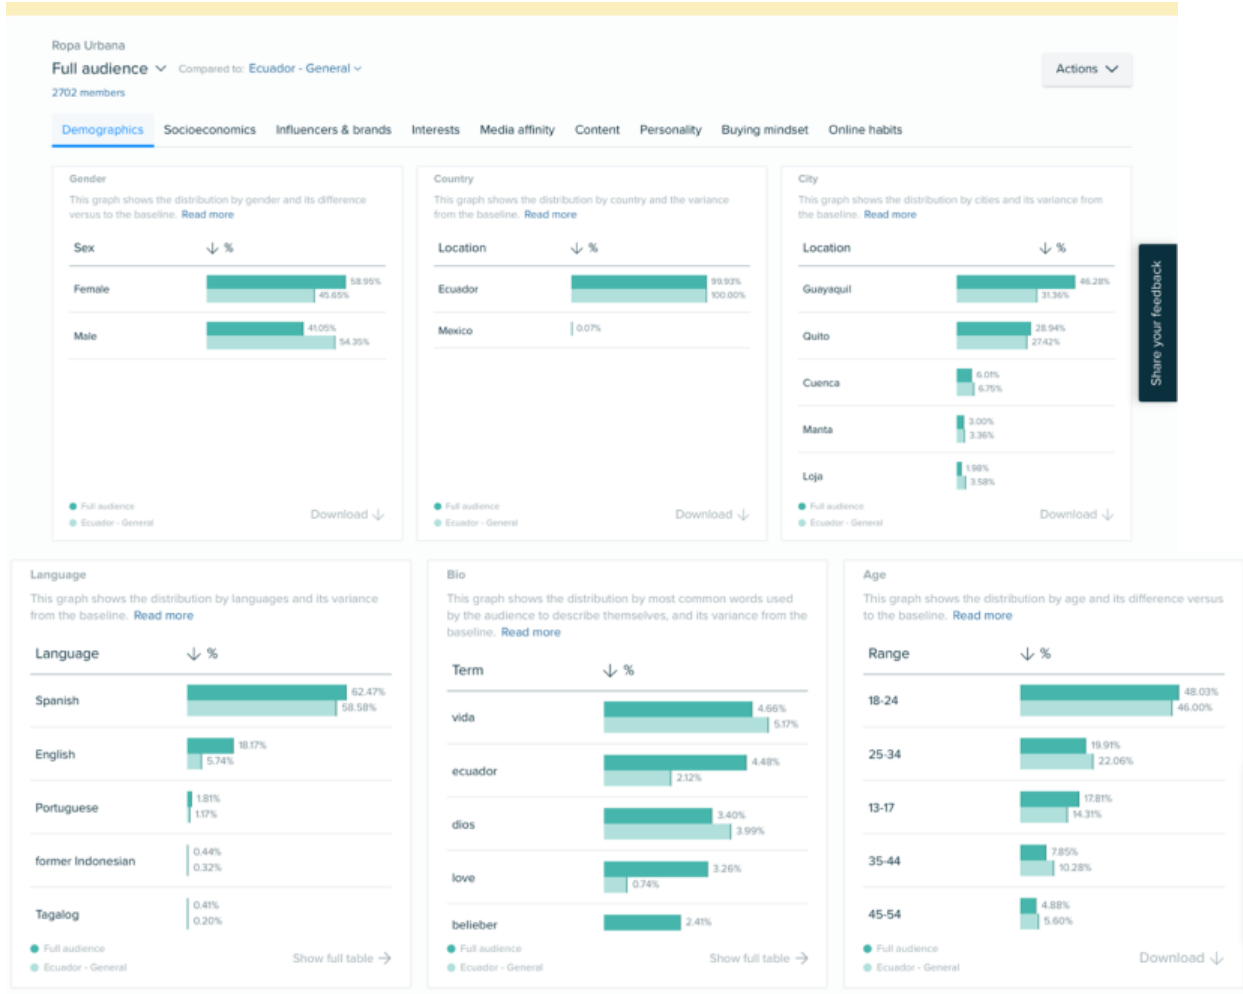 Ropa Urbana
Full audience Compared to: Ecuador - General
2702 members
Actions
Demographics Socioeconomics Influencers & brands Interests Media affinity Content Personality Buying mindset Online habits
Gender
This graph shows the distribution by gender and its difference
versus to the baseline. Read more
Sex %
Female 58.95%
45.65%
Male 41.05%
54.35%
Full audience
Ecuador - General
Download
Country
This graph shows the distribution by country and the variance
from the baseline. Read more
Location %
Ecuador 99.93%
100.00%
Mexico 0.07%
Full audience
Ecuador - General
Download
City
This graph shows the distribution by cities and its variance from
the baseline. Read more
Location %
Guayaquil 46.28%
31.36%
Quito 28.94%
27.42%
Cuenca 6.01%
6.75%
Manta 3.00%
3.36%
Loja 1.98%
3.58%
Full audience
Ecuador - General
Download
Share your feedback
Language
This graph shows the distribution by languages and its variance
from the baseline. Read more
Language %
Spanish 62.47%
58.58%
English 18.17%
5.74%
Portuguese 1.81%
1.17%
former Indonesian 0.44%
0.32%
Tagalog 0.41%
0.20%
Full audience
Ecuador - General
Show full table
Bio
This graph shows the distribution by most common words used
by the audience to describe themselves, and its variance from the
baseline. Read more
Term %
vida 4.66%
5.17%
ecuador 4.48%
2.12%
dios 3.40%
3.99%
love 3.26%
0.74%
belieber 2.41%
Full audience
Ecuador - General
Show full table
Age
This graph shows the distribution by age and its difference versus
to the baseline. Read more
Range %
18-24 48.03%
46.00%
25-34 19.91%
22.06%
13-17 17.81%
14.31%
35-44 7.85%
10.28%
45-54 4.88%
5.60%
Full audience
Ecuador - General
Download